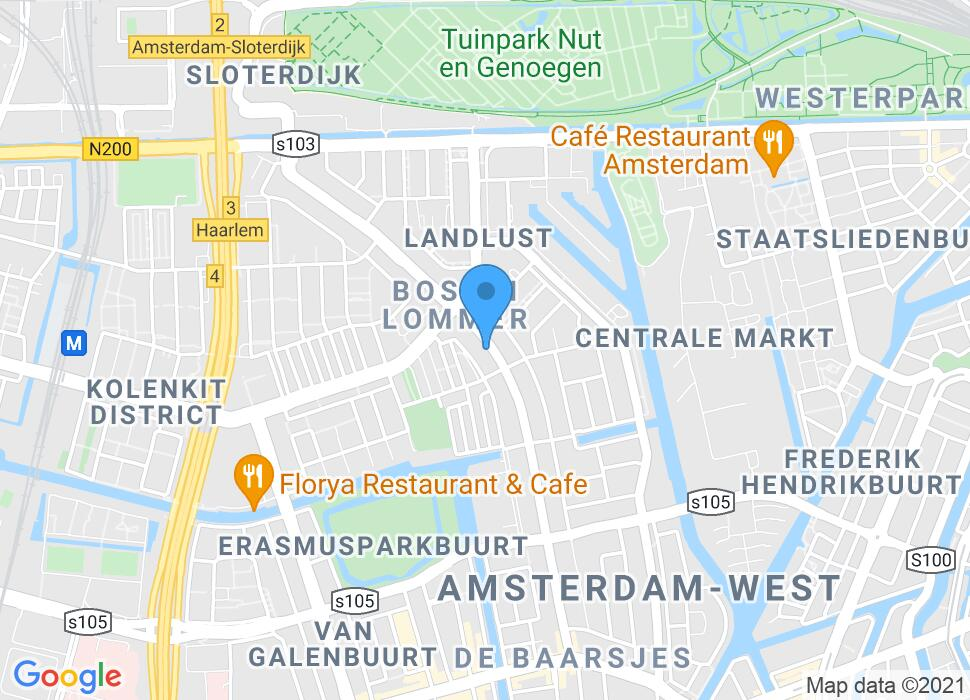 2
Amsterdam-Sloterdijk
SLOTERDIJK
Tuinpark Nut
en Genoegen
WESTERPAR
N200
s103
Café Restaurant
Amsterdam
3
Haarlem
LANDLUST
STAATSLIEDENBU
4
BOS
LOMMER
M
CENTRALE MARKT
KOLENKIT
DISTRICT
FREDERIK
HENDRIKBUURT
Florya Restaurant & Cafe
s105
ERASMUSPARKBUURT
S100
AMSTERDAM-WEST
s105
s105
VAN
GALENBUURT
DE BAARSJES
Google
Map data ©2021